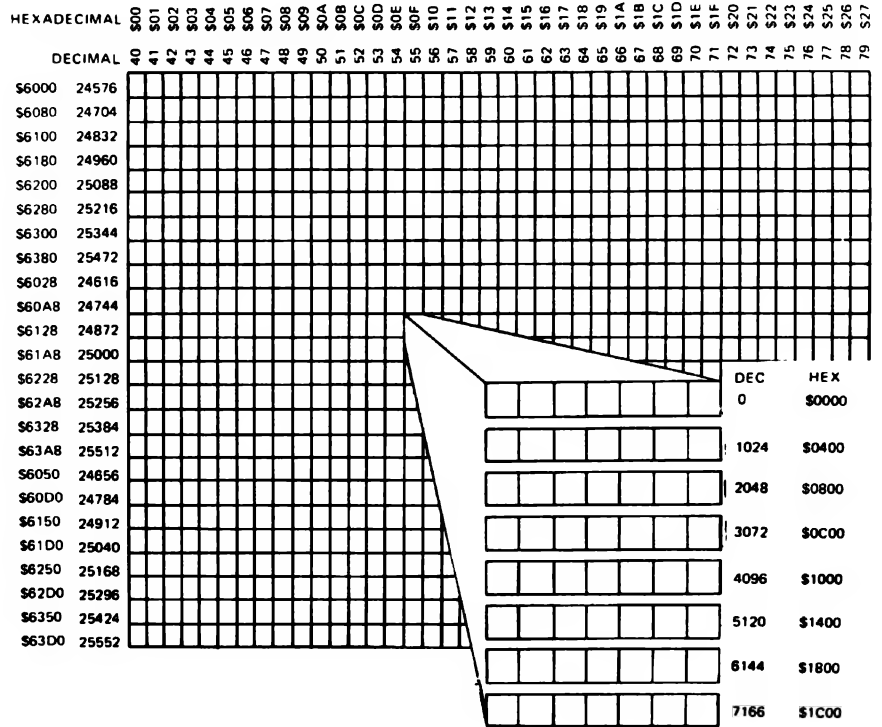 HEXADECIMAL $00 $01 $02 $03 $04 $05 $06 $07 $08 $09 $0A $0B $0C $0D $0E $0F $10 $11 $12 $13 $14 $15 $16 $17 $18 $19 $1A $1B $1C $1D $1E $1F $20 $21 $22 $23 $24 $25 $26 $27
DECIMAL 40 41 42 43 44 45 46 47 48 49 50 51 52 53 54 55 56 57 58 59 60 61 62 63 64 65 66 67 68 69 70 71 72 73 74 75 76 77 78 79
$6000 24576
$6080 24704
$6100 24832
$6180 24960
$6200 25088
$6280 25216
$6300 25344
$6380 25472
$6028 24616
$60A8 24744
$6128 24872
$61A8 25000
$6228 25128
$62A8 25256
$6328 25384
$63A8 25512
$6050 24656
$60D0 24784
$6150 24912
$61D0 25040
$6250 25168
$62D0 25296
$6350 25424
$63D0 25552
DEC HEX
0 $0000
1024 $0400
2048 $0800
3072 $0C00
4096 $1000
5120 $1400
6144 $1800
7166 $1C00